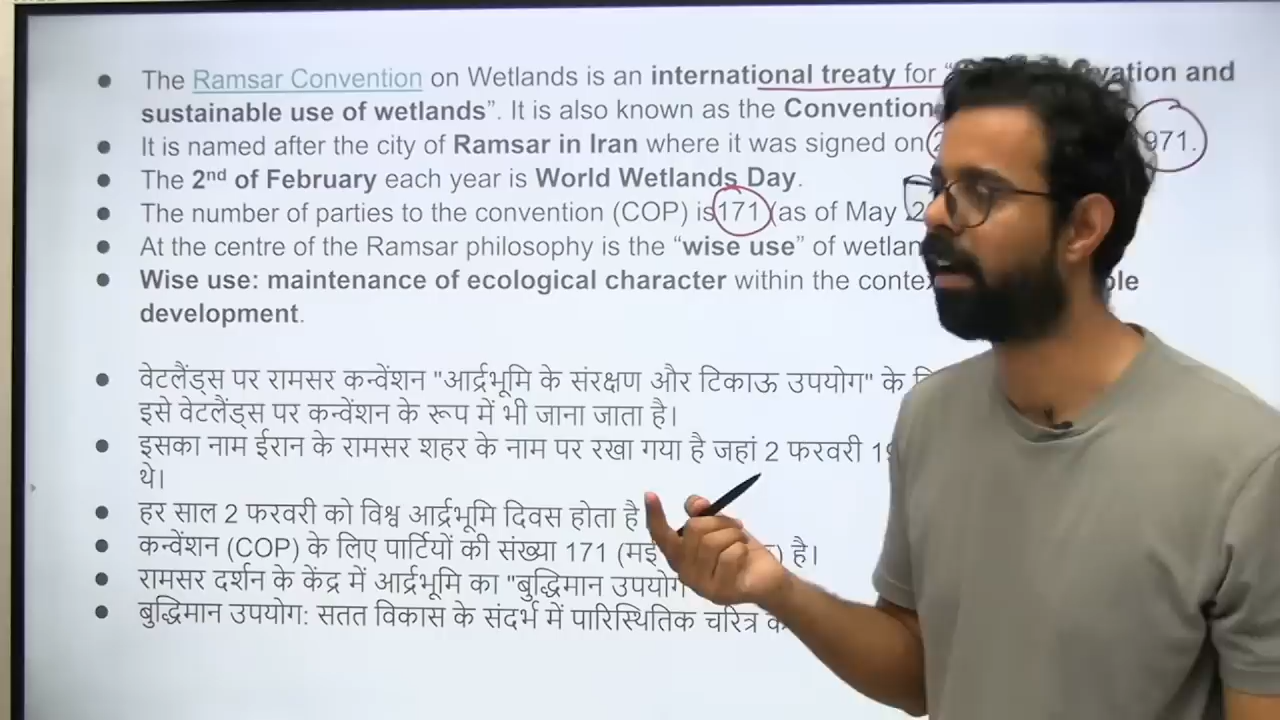 ● The Ramsar Convention on Wetlands is an international treaty for “ and
sustainable use of wetlands”. It is also known as the Convention
● It is named after the city of Ramsar in Iran where it was signed on 971.
● The 2nd of February each year is World Wetlands Day.
● The number of parties to the convention (COP) is 171 (as of May
● At the centre of the Ramsar philosophy is the “wise use” of
● Wise use: maintenance of ecological character within the
development.
● वेटलैंड्स पर रामसर कन्वेंशन "आर्द्रभूमि के संरक्षण और टिकाऊ उपयोग" के
इसे वेटलैंड्स पर कन्वेंशन के रूप में भी जाना जाता है।
● इसका नाम ईरान के रामसर शहर के नाम पर रखा गया है जहां 2 फरवरी
थे।
● हर साल 2 फरवरी को विश्व आर्द्रभूमि दिवस होता है
● कन्वेंशन (COP) के लिए पार्टियों की संख्या 171 (मई ) है।
● रामसर दर्शन के केंद्र में आर्द्रभूमि का "बुद्धिमान उपयोग
● बुद्धिमान उपयोग: सतत विकास के संदर्भ में पारिस्थितिक चरित्र